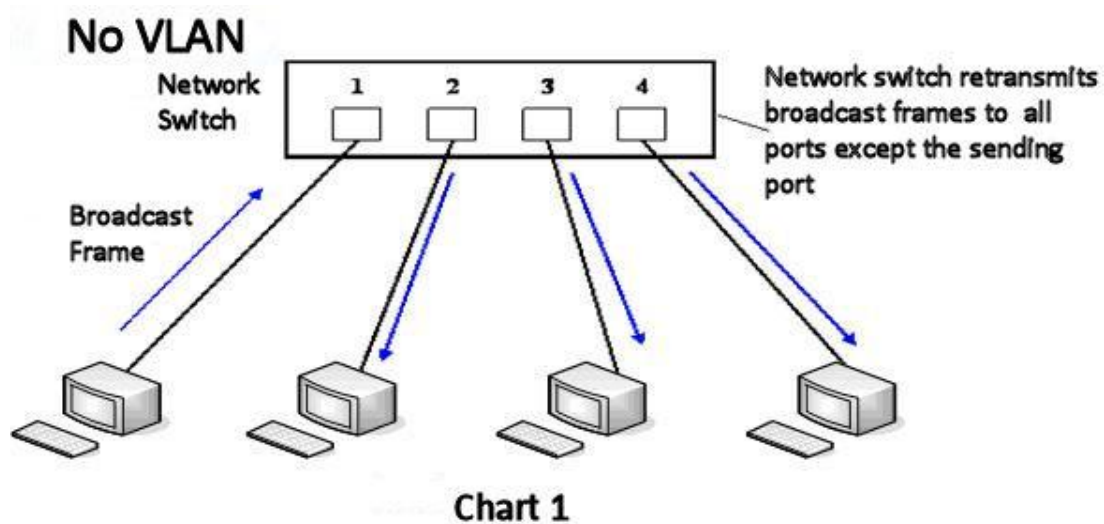 No VLAN
Network
Switch
1 2 3 4
Network switch retransmits
broadcast frames to all
ports except the sending
port
Broadcast
Frame
Chart 1